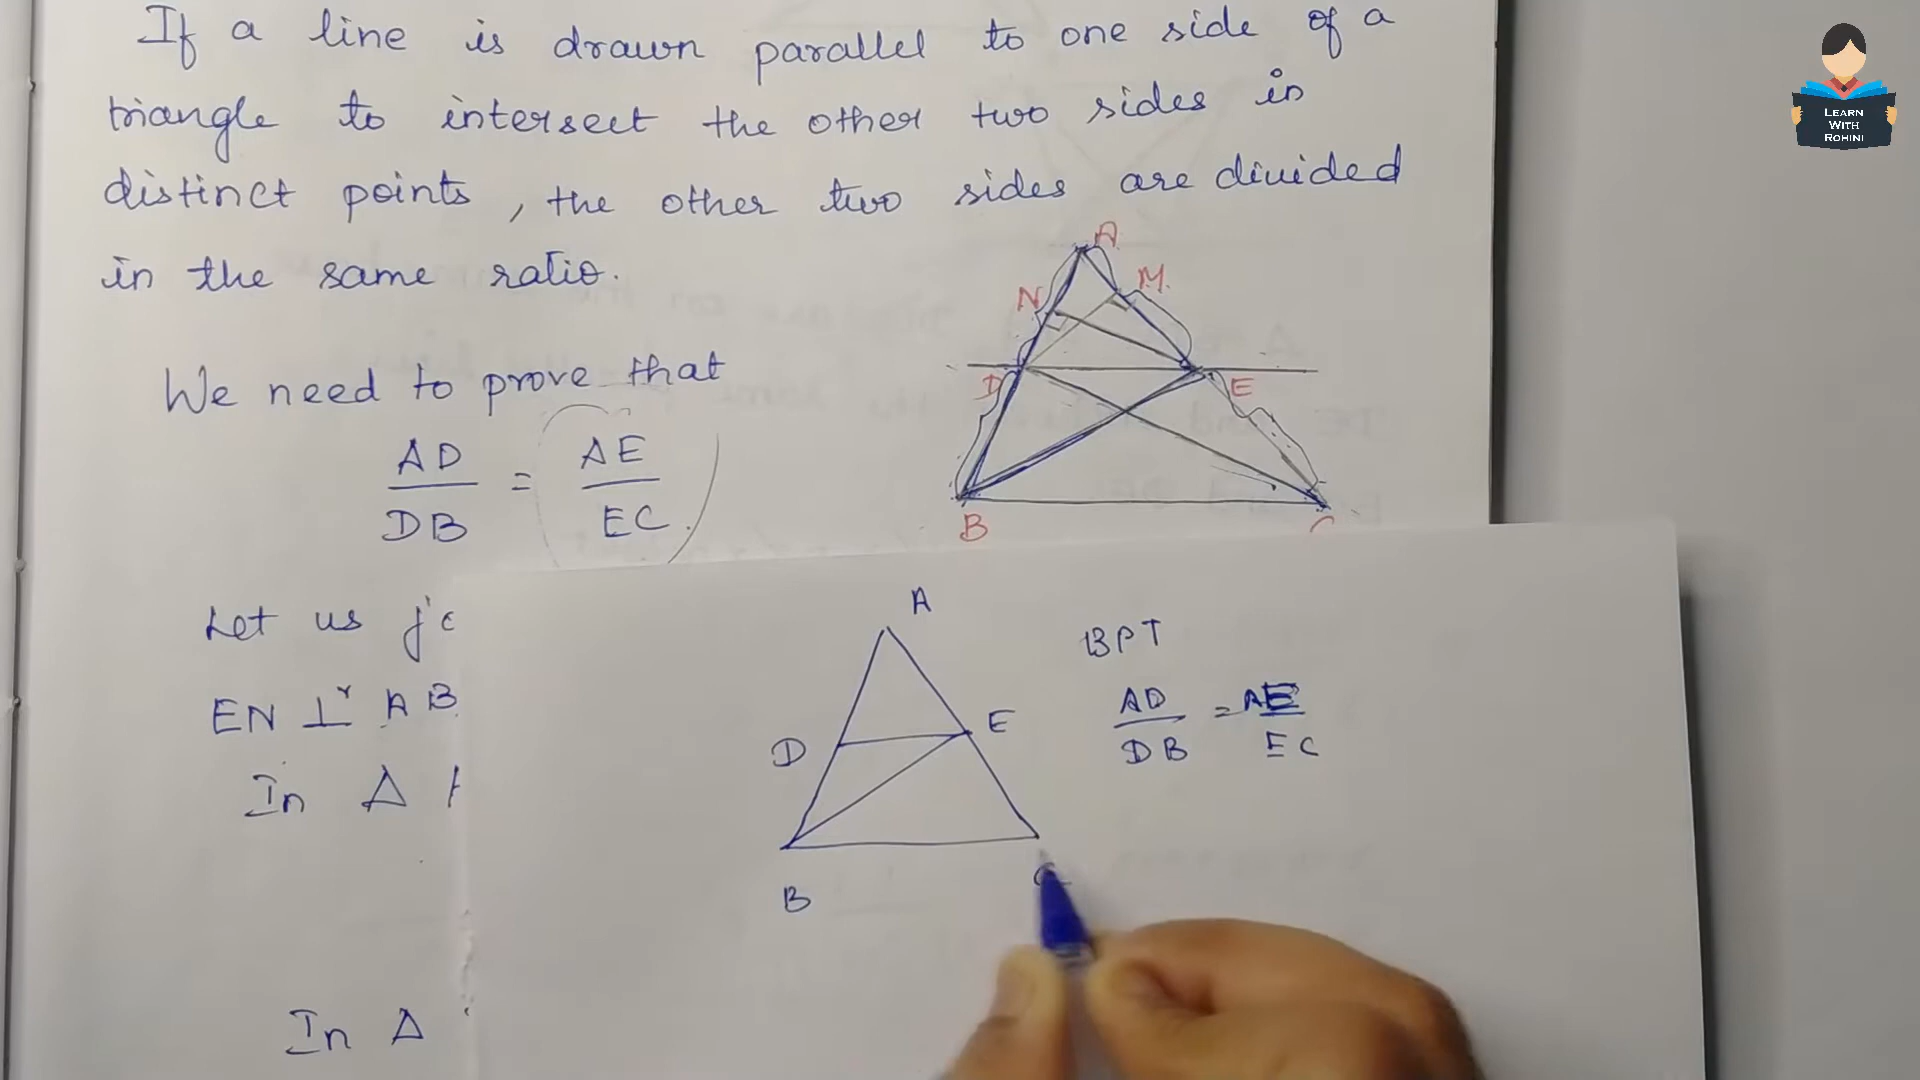 If a line is drawn parallel to one side of a
triangle to intersect the other two sides in
distinct points, the other two sides are divided
in the same ratio.
We need to prove that
AD / DB = AE / EC.
A
N
M
D
E
B
Let us jo
EN ⊥r AB
In Δ
In Δ
A
D
E
B
C
BPT
AD / DB = AE / EC
LEARN
WITH
ROHINI